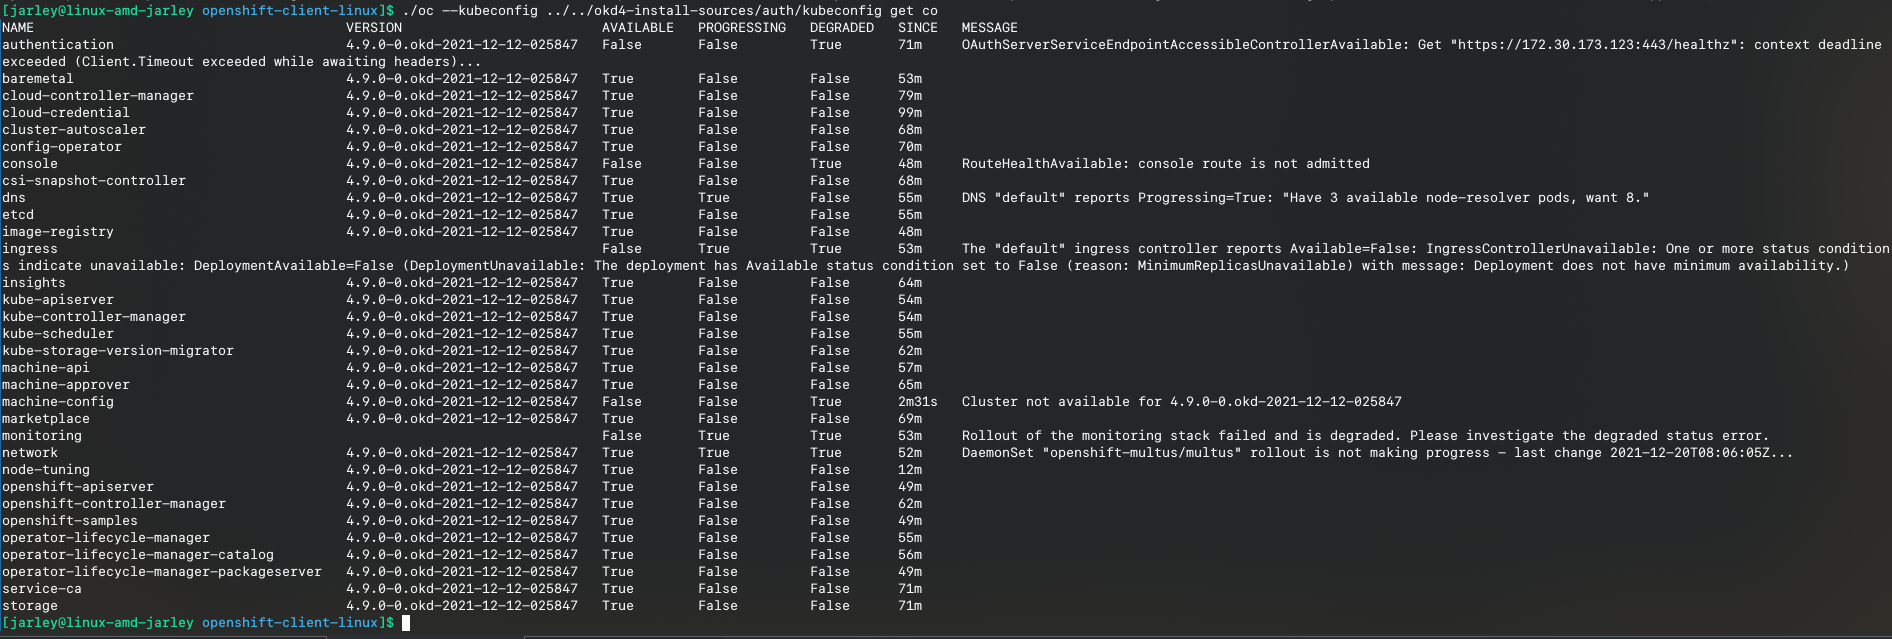 [jarley@linux-amd-jarley openshift-client-linux]$ ./oc --kubeconfig ../../okd4-install-sources/auth/kubeconfig get co
NAME VERSION AVAILABLE PROGRESSING DEGRADED SINCE MESSAGE
authentication 4.9.0-0.okd-2021-12-12-025847 False False True 71m OAuthServerServiceEndpointAccessibleControllerAvailable: Get "https://172.30.173.123:443/healthz": context deadline
exceeded (Client.Timeout exceeded while awaiting headers)...
baremetal 4.9.0-0.okd-2021-12-12-025847 True False False 53m
cloud-controller-manager 4.9.0-0.okd-2021-12-12-025847 True False False 79m
cloud-credential 4.9.0-0.okd-2021-12-12-025847 True False False 99m
cluster-autoscaler 4.9.0-0.okd-2021-12-12-025847 True False False 68m
config-operator 4.9.0-0.okd-2021-12-12-025847 True False False 70m
console 4.9.0-0.okd-2021-12-12-025847 False False True 48m RouteHealthAvailable: console route is not admitted
csi-snapshot-controller 4.9.0-0.okd-2021-12-12-025847 True False False 68m
dns 4.9.0-0.okd-2021-12-12-025847 True True False 55m DNS "default" reports Progressing=True: "Have 3 available node-resolver pods, want 8."
etcd 4.9.0-0.okd-2021-12-12-025847 True False False 55m
image-registry 4.9.0-0.okd-2021-12-12-025847 True False False 48m
ingress False True True 53m The "default" ingress controller reports Available=False: IngressControllerUnavailable: One or more status condition
s indicate unavailable: DeploymentAvailable=False (DeploymentUnavailable: The deployment has Available status condition set to False (reason: MinimumReplicasUnavailable) with message: Deployment does not have minimum availability.)
insights 4.9.0-0.okd-2021-12-12-025847 True False False 64m
kube-apiserver 4.9.0-0.okd-2021-12-12-025847 True False False 54m
kube-controller-manager 4.9.0-0.okd-2021-12-12-025847 True False False 54m
kube-scheduler 4.9.0-0.okd-2021-12-12-025847 True False False 55m
kube-storage-version-migrator 4.9.0-0.okd-2021-12-12-025847 True False False 62m
machine-api 4.9.0-0.okd-2021-12-12-025847 True False False 57m
machine-approver 4.9.0-0.okd-2021-12-12-025847 True False False 65m
machine-config 4.9.0-0.okd-2021-12-12-025847 False False True 2m31s Cluster not available for 4.9.0-0.okd-2021-12-12-025847
marketplace 4.9.0-0.okd-2021-12-12-025847 True False False 69m
monitoring False True True 53m Rollout of the monitoring stack failed and is degraded. Please investigate the degraded status error.
network 4.9.0-0.okd-2021-12-12-025847 True True True 52m DaemonSet "openshift-multus/multus" rollout is not making progress - last change 2021-12-20T08:06:05Z...
node-tuning 4.9.0-0.okd-2021-12-12-025847 True False False 12m
openshift-apiserver 4.9.0-0.okd-2021-12-12-025847 True False False 49m
openshift-controller-manager 4.9.0-0.okd-2021-12-12-025847 True False False 62m
openshift-samples 4.9.0-0.okd-2021-12-12-025847 True False False 49m
operator-lifecycle-manager 4.9.0-0.okd-2021-12-12-025847 True False False 55m
operator-lifecycle-manager-catalog 4.9.0-0.okd-2021-12-12-025847 True False False 56m
operator-lifecycle-manager-packageserver 4.9.0-0.okd-2021-12-12-025847 True False False 49m
service-ca 4.9.0-0.okd-2021-12-12-025847 True False False 71m
storage 4.9.0-0.okd-2021-12-12-025847 True False False 71m
[jarley@linux-amd-jarley openshift-client-linux]$